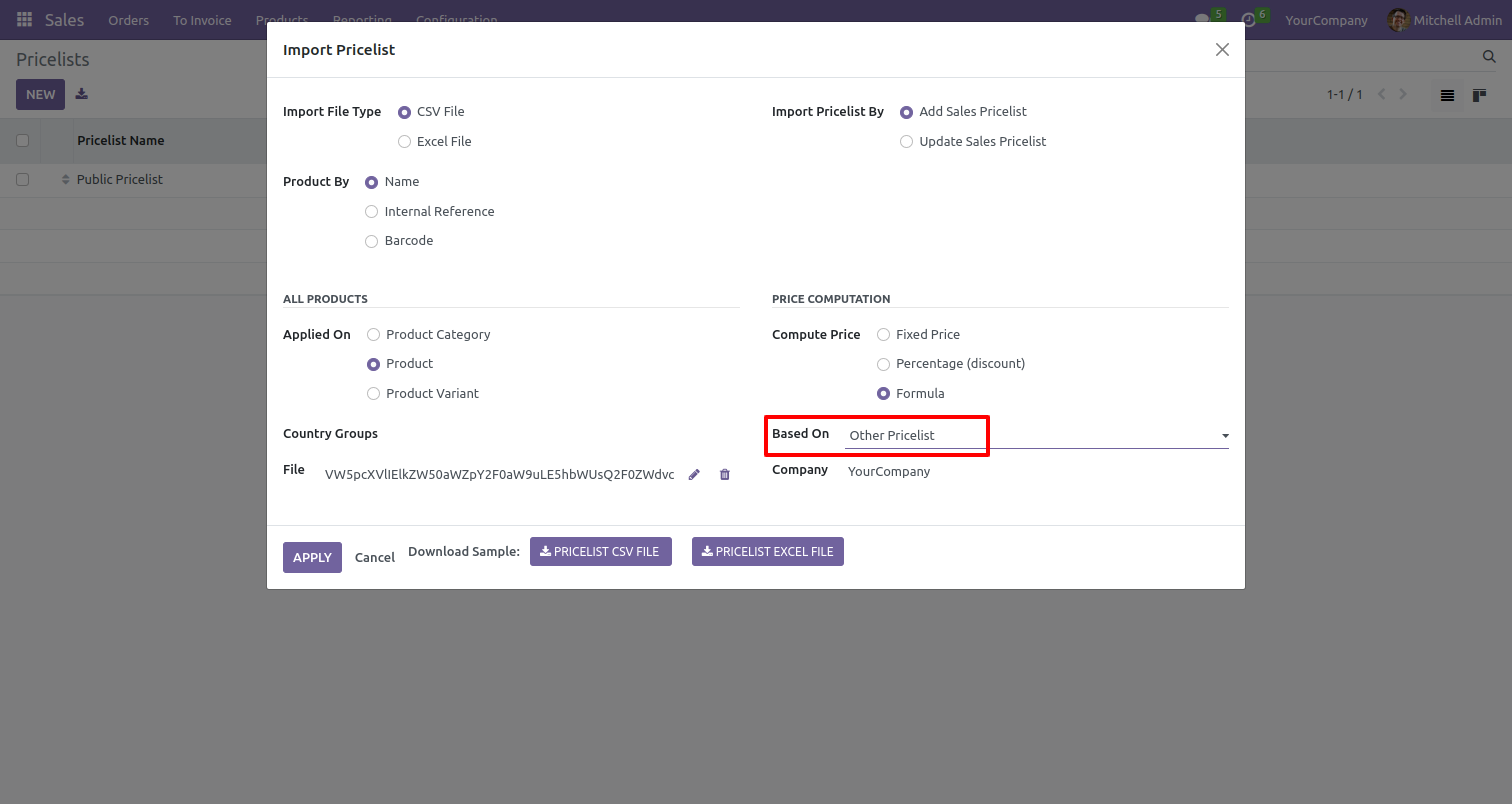 Sales Orders To Invoice Products Reporting Configuration 5 6 YourCompany Mitchell Admin
Pricelists
NEW
1-1 / 1
Pricelist Name
Public Pricelist
Import Pricelist
Import File Type CSV File
Excel File
Import Pricelist By Add Sales Pricelist
Update Sales Pricelist
Product By Name
Internal Reference
Barcode
ALL PRODUCTS
Applied On Product Category
Product
Product Variant
Country Groups
File VW5pcXVlIElkZW50aWZpY2F0aW9uLE5hbWUsQ2F0ZWdvc
PRICE COMPUTATION
Compute Price Fixed Price
Percentage (discount)
Formula
Based On Other Pricelist
Company YourCompany
APPLY Cancel Download Sample: PRICELIST CSV FILE PRICELIST EXCEL FILE